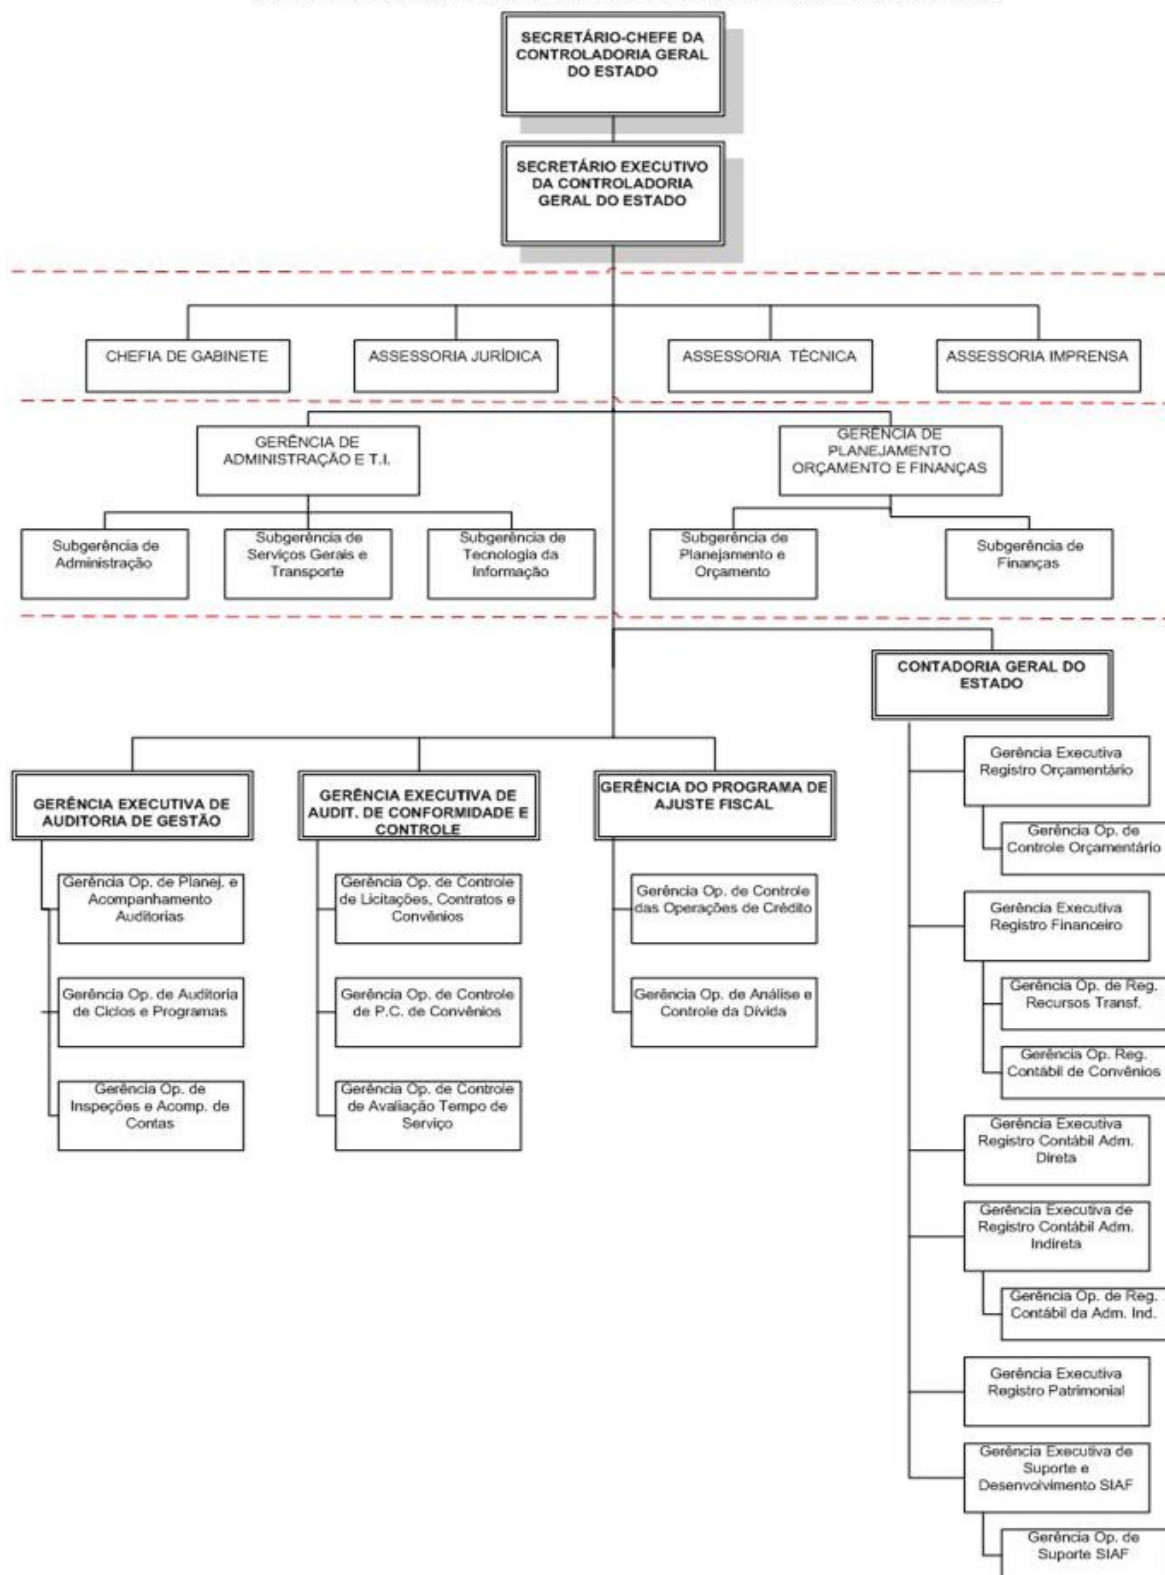 SECRETÁRIO-CHEFE DA
CONTROLADORIA GERAL
DO ESTADO
SECRETÁRIO EXECUTIVO
DA CONTROLADORIA
GERAL DO ESTADO
CHEFIA DE GABINETE
ASSESSORIA JURÍDICA
ASSESSORIA TÉCNICA
ASSESSORIA IMPRENSA
GERÊNCIA DE
ADMINISTRAÇÃO E T.I.
GERÊNCIA DE
PLANEJAMENTO
ORÇAMENTO E FINANÇAS
Subgerência de
Administração
Subgerência de
Serviços Gerais e
Transporte
Subgerência de
Tecnologia da
Informação
Subgerência de
Planejamento e
Orçamento
Subgerência de
Finanças
CONTADORIA GERAL DO
ESTADO
GERÊNCIA EXECUTIVA DE
AUDITORIA DE GESTÃO
GERÊNCIA EXECUTIVA DE
AUDIT. DE CONFORMIDADE E
CONTROLE
GERÊNCIA DO PROGRAMA DE
AJUSTE FISCAL
Gerência Op. de Planej. e
Acompanhamento
Auditorias
Gerência Op. de Auditoria
de Ciclos e Programas
Gerência Op. de
Inspeções e Acomp. de
Contas
Gerência Op. de Controle
de Licitações, Contratos e
Convênios
Gerência Op. de Controle
de P.C. de Convênios
Gerência Op. de Controle
de Avaliação Tempo de
Serviço
Gerência Op. de Controle
das Operações de Crédito
Gerência Op. de Análise e
Controle da Dívida
Gerência Executiva
Registro Orçamentário
Gerência Op. de
Controle Orçamentário
Gerência Executiva
Registro Financeiro
Gerência Op. de Reg.
Recursos Transf.
Gerência Op. Reg.
Contábil de Convênios
Gerência Executiva
Registro Contábil Adm.
Direta
Gerência Executiva de
Registro Contábil Adm.
Indireta
Gerência Op. de Reg.
Contábil da Adm. Ind.
Gerência Executiva
Registro Patrimonial
Gerência Executiva de
Suporte e
Desenvolvimento SIAF
Gerência Op. de
Suporte SIAF